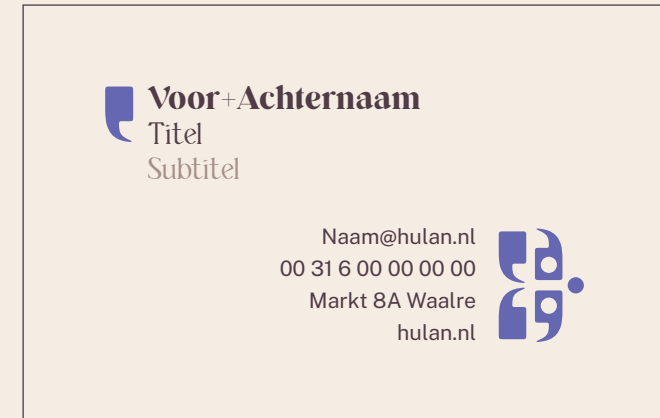 Voor+Achternaam
Titel
Subtitel
Naam@hulan.nl
00 31 6 00 00 00 00
Markt 8A Waalre
hulan.nl